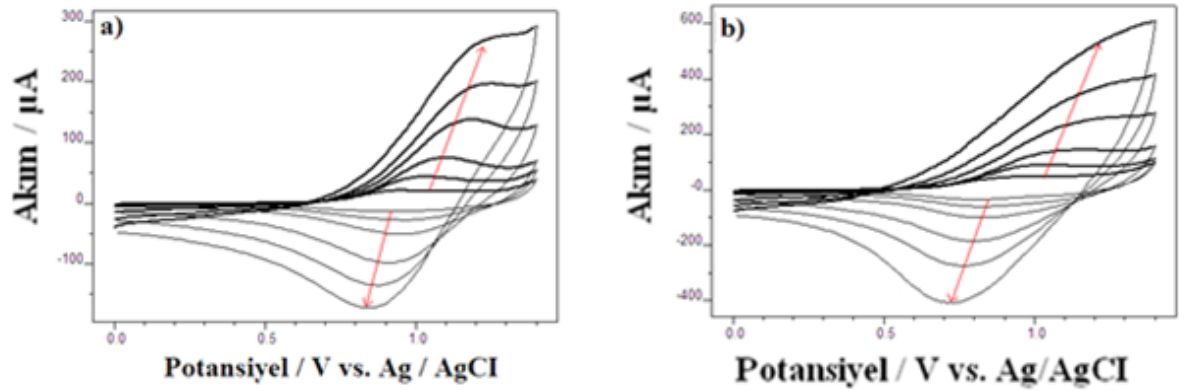 a)
300
200
100
0
-100
0.0 0.5 1.0
Akım / µA
Potansiyel / V vs. Ag / AgCI
b)
600
400
200
-0
-200
-400
0.0 0.5 1.0
Akım / µA
Potansiyel / V vs. Ag/AgCI